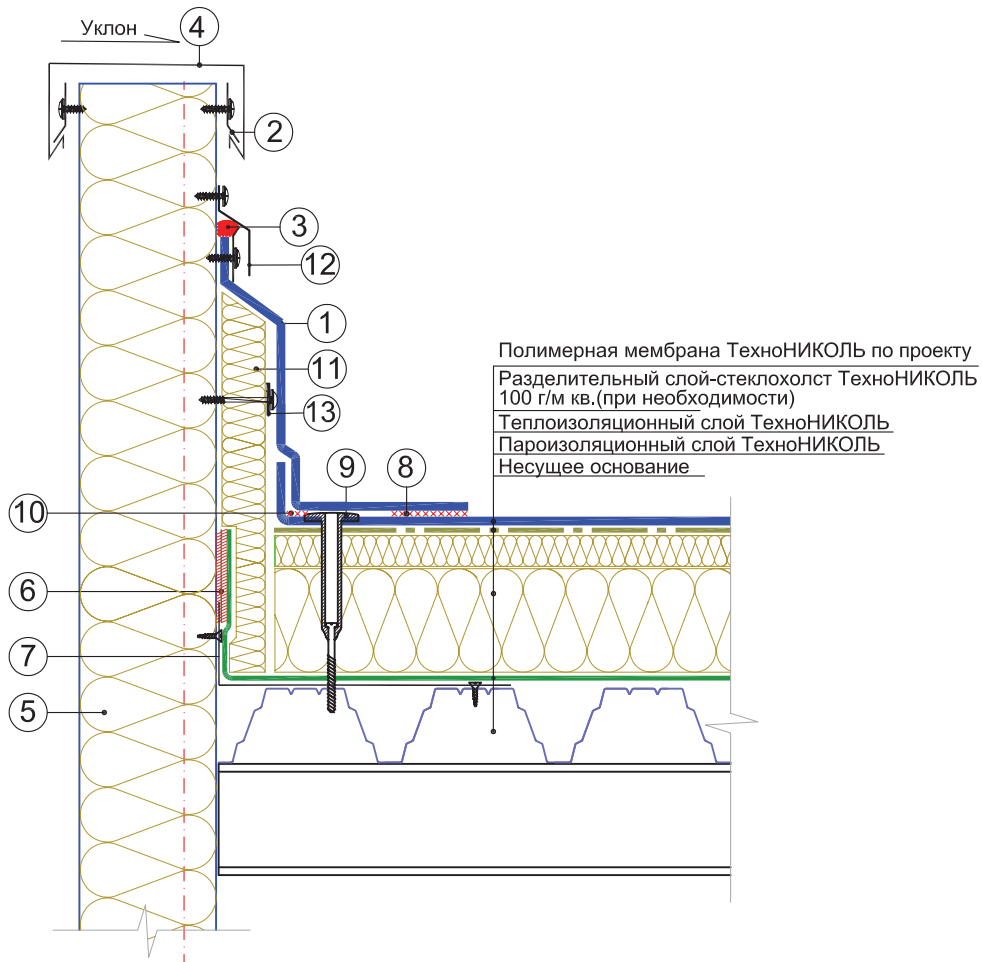 Уклон
4
2
3
12
1
Полимерная мембрана ТехноНИКОЛЬ по проекту
Разделительный слой-стеклохолст ТехноНИКОЛЬ
100 г/м кв.(при необходимости)
Теплоизоляционный слой ТехноНИКОЛЬ
Пароизоляционный слой ТехноНИКОЛЬ
Несущее основание
11
13
9
8
10
6
7
5